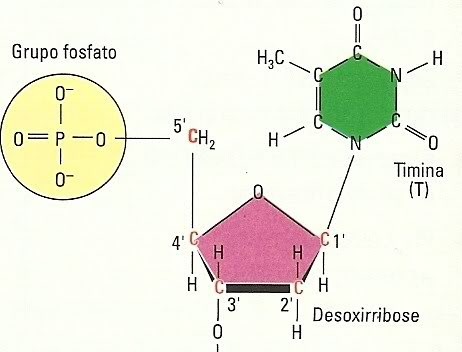 O
Grupo fosfato
H₃C
C
N
H
C
O⁻
O = P — O
O⁻
5'
CH₂
H
C
N
C
O
Timina
(T)
O
4' C
H
H
C 1'
H
H
C
3'
2' C
H
Desoxirribose
O